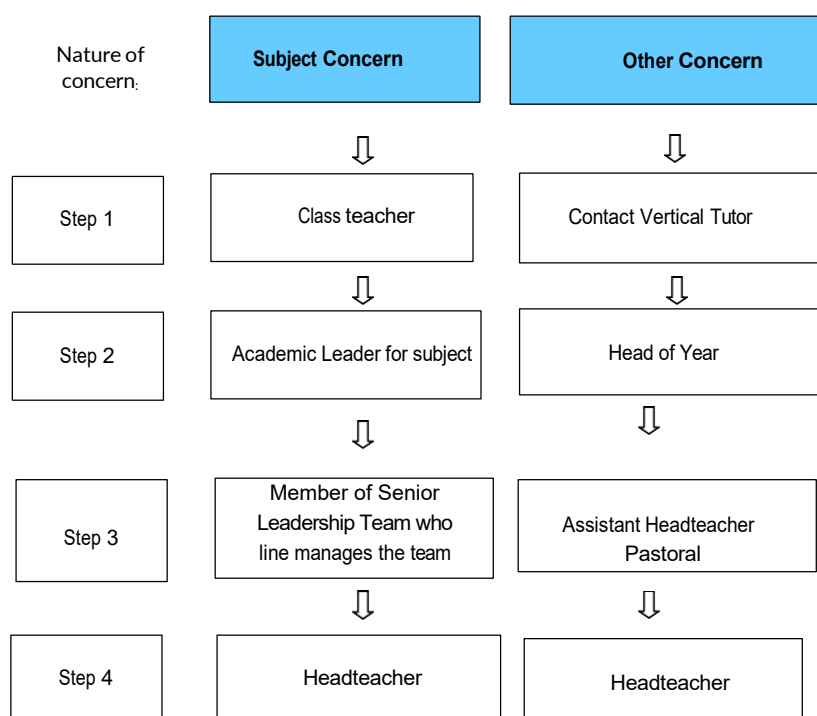 Nature of
concern:
Subject Concern
Other Concern
Step 1
Class teacher
Contact Vertical Tutor
Step 2
Academic Leader for subject
Head of Year
Step 3
Member of Senior
Leadership Team who
line manages the team
Assistant Headteacher
Pastoral
Step 4
Headteacher
Headteacher